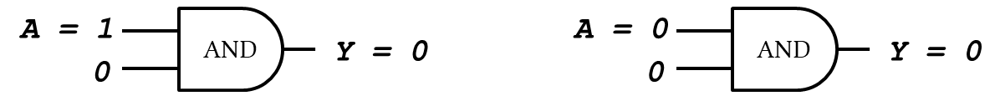 A = 1
0
AND
Y = 0
A = 0
0
AND
Y = 0